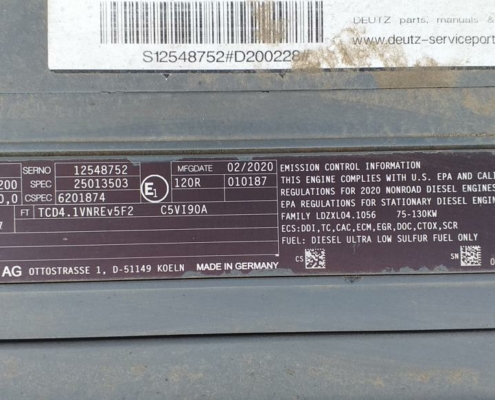 DEUTZ parts, manuals &
S12548752#D200228#
www.deutz-serviceport
SERNO 12548752 MFGDATE 02/2020
200 SPEC 25013503 E1 120R 010187
0,0 CSPEC 6201874
7 FT TCD4.1VNREv5F2 C5VI90A
AG OTTOSTRASSE 1, D-51149 KOELN MADE IN GERMANY
EMISSION CONTROL INFORMATION
THIS ENGINE COMPLIES WITH U.S. EPA AND CALI
REGULATIONS FOR 2020 NONROAD DIESEL ENGINES
EPA REGULATIONS FOR STATIONARY DIESEL ENGIN
FAMILY LDZXL04.1056 75-130KW
ECS:DDI,TC,CAC,ECM,EGR,DOC,CTOX,SCR
FUEL: DIESEL ULTRA LOW SULFUR FUEL ONLY
CS SN